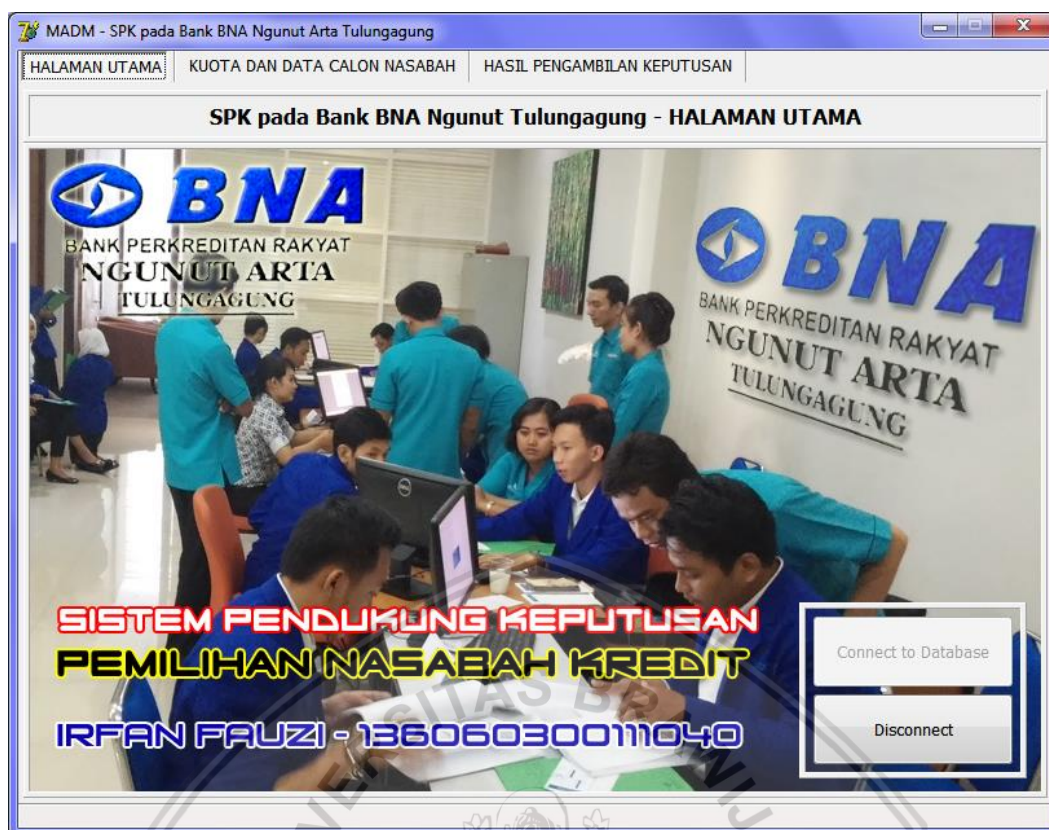 MADM - SPK pada Bank BNA Ngunut Arta Tulungagung
HALAMAN UTAMA
KUOTA DAN DATA CALON NASABAH
HASIL PENGAMBILAN KEPUTUSAN
SPK pada Bank BNA Ngunut Tulungagung - HALAMAN UTAMA
BNA
BANK PERKREDITAN RAKYAT
NGUNUT ARTA
TULUNGAGUNG
BNA
BANK PERKREDITAN RAKYAT
NGUNUT ARTA
TULUNGAGUNG
SISTEM PENDUKUNG KEPUTUSAN
PEMILIHAN NASABAH KREDIT
IRFAN FAUZI - 136060300111040
Connect to Database
Disconnect